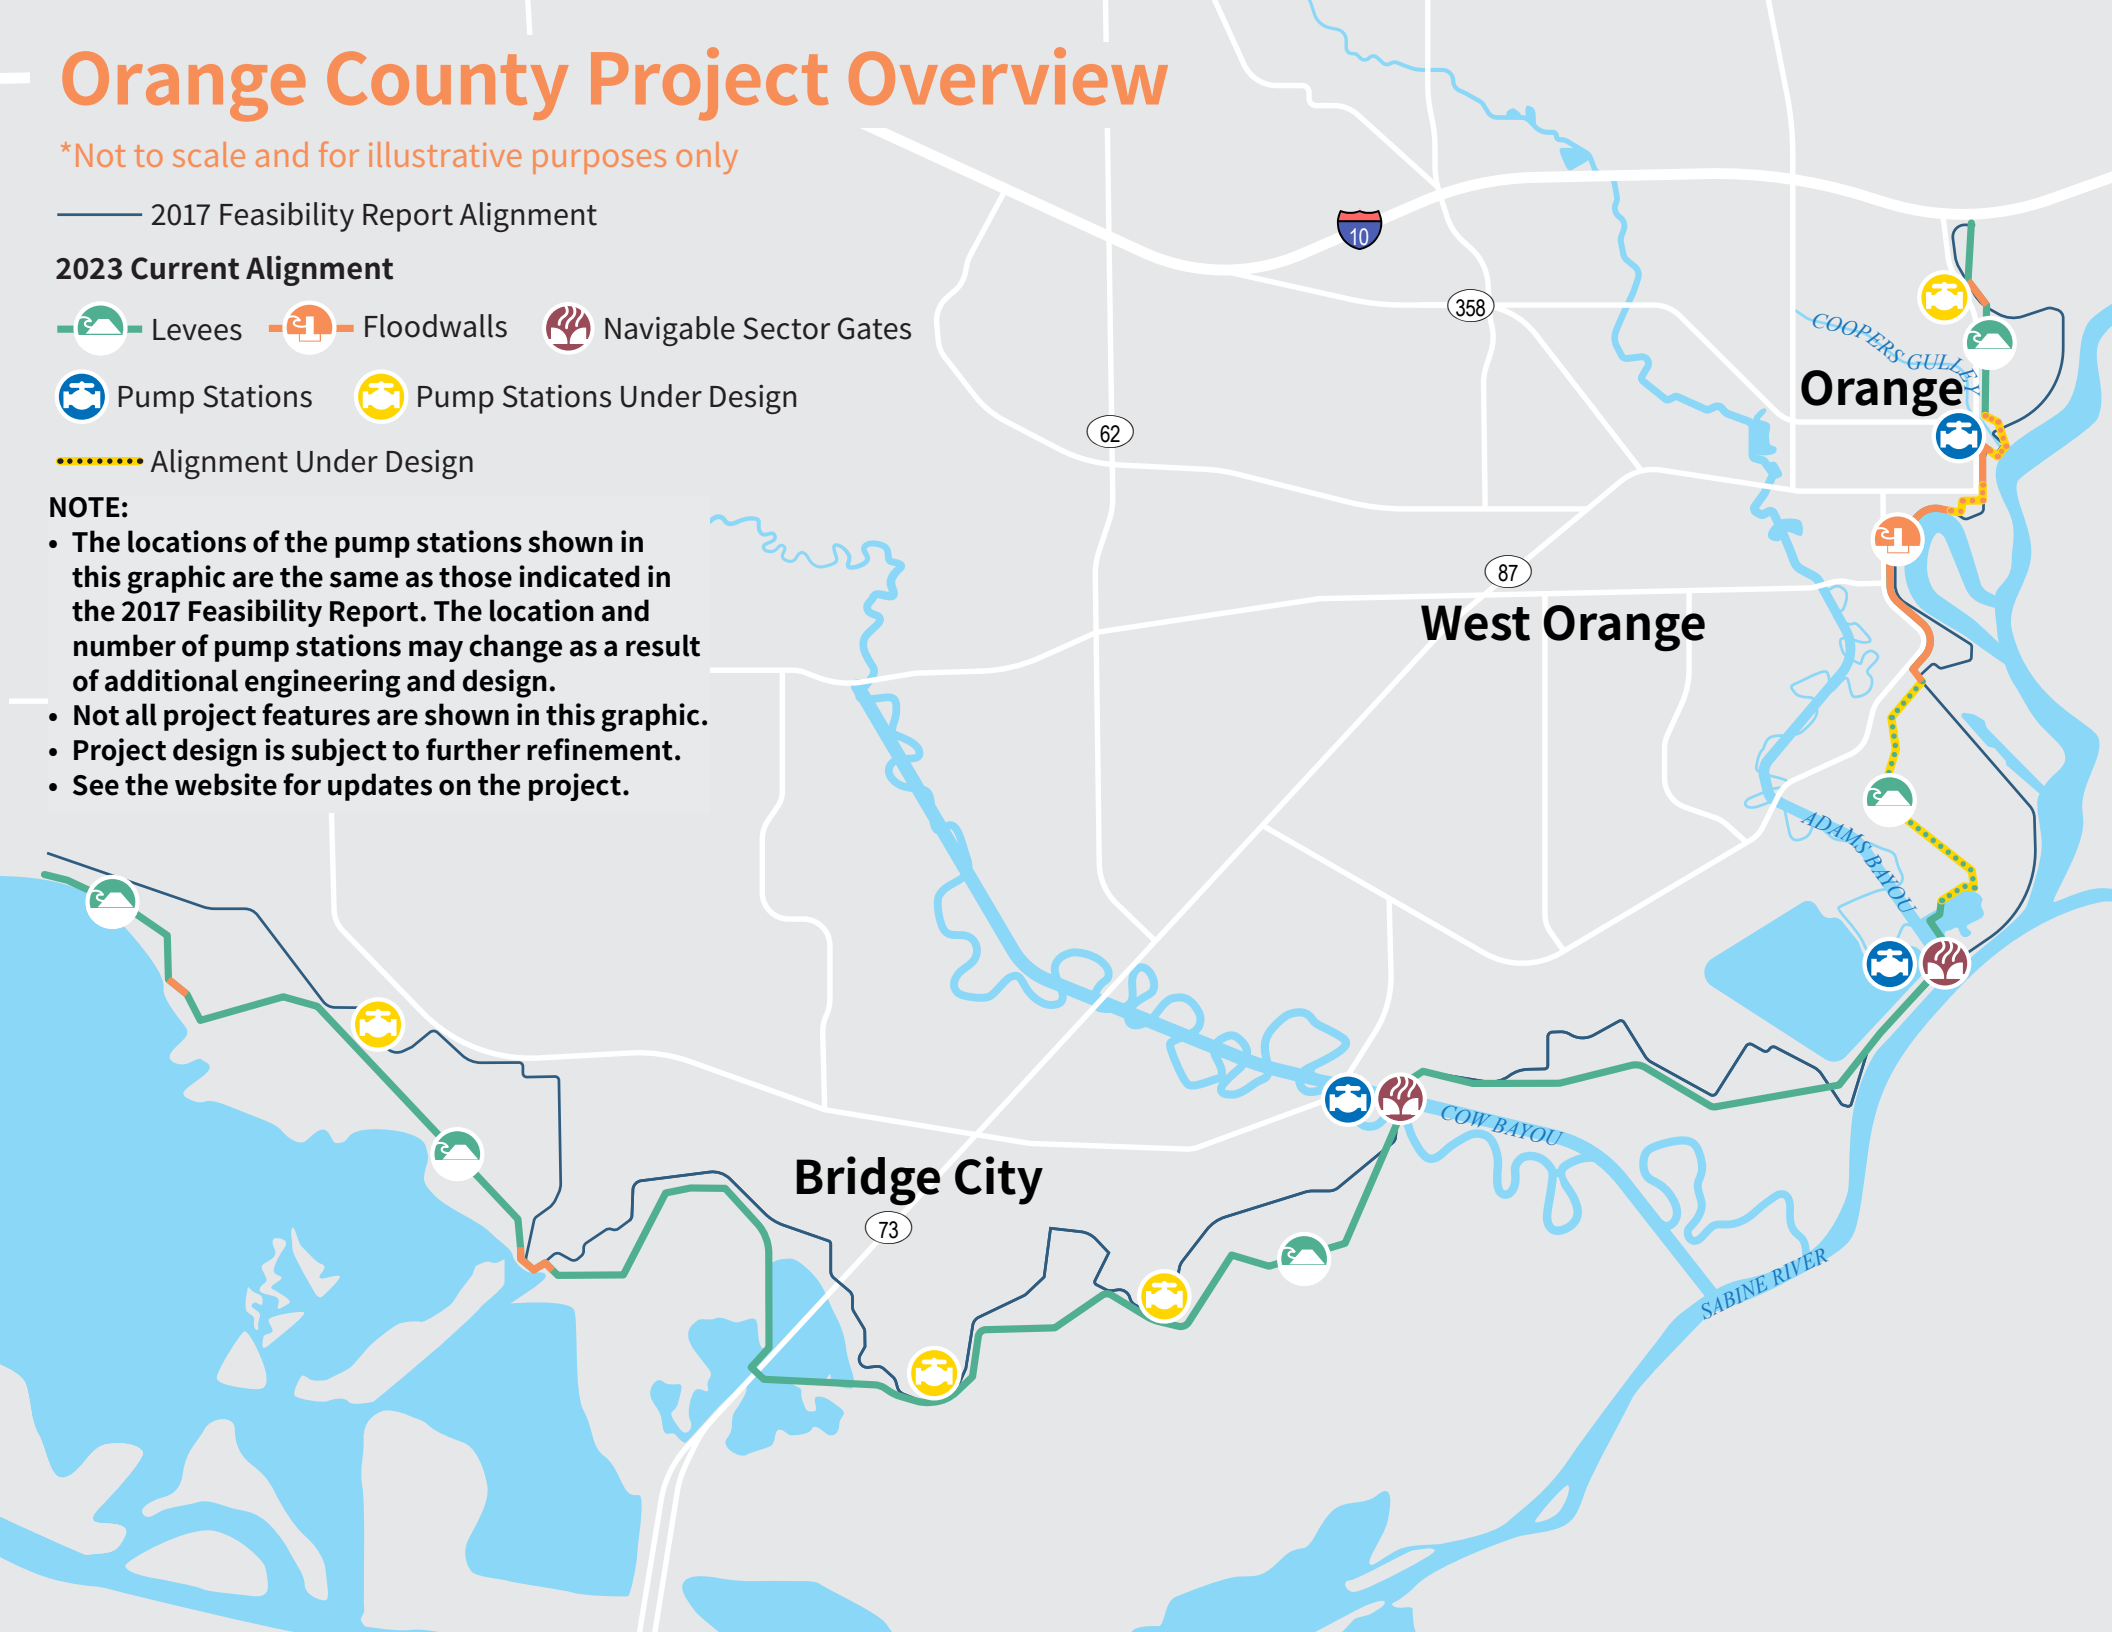 Orange County Project Overview
*Not to scale and for illustrative purposes only
2017 Feasibility Report Alignment
2023 Current Alignment
Levees
Floodwalls
Navigable Sector Gates
Pump Stations
Pump Stations Under Design
Alignment Under Design
NOTE:
• The locations of the pump stations shown in
this graphic are the same as those indicated in
the 2017 Feasibility Report. The location and
number of pump stations may change as a result
of additional engineering and design.
• Not all project features are shown in this graphic.
• Project design is subject to further refinement.
• See the website for updates on the project.
10
358
62
87
73
COOPERS GULLEY
Orange
West Orange
ADAMS BAYOU
COW BAYOU
Bridge City
SABINE RIVER